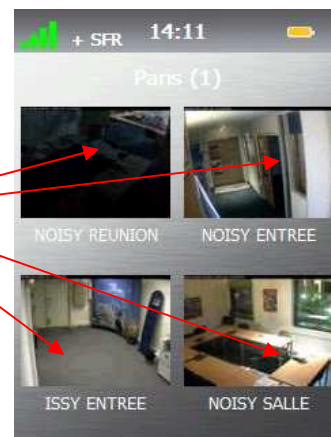 + SFR 14:11
Paris (1)
NOISY REUNION NOISY ENTREE
ISSY ENTREE NOISY SALLE